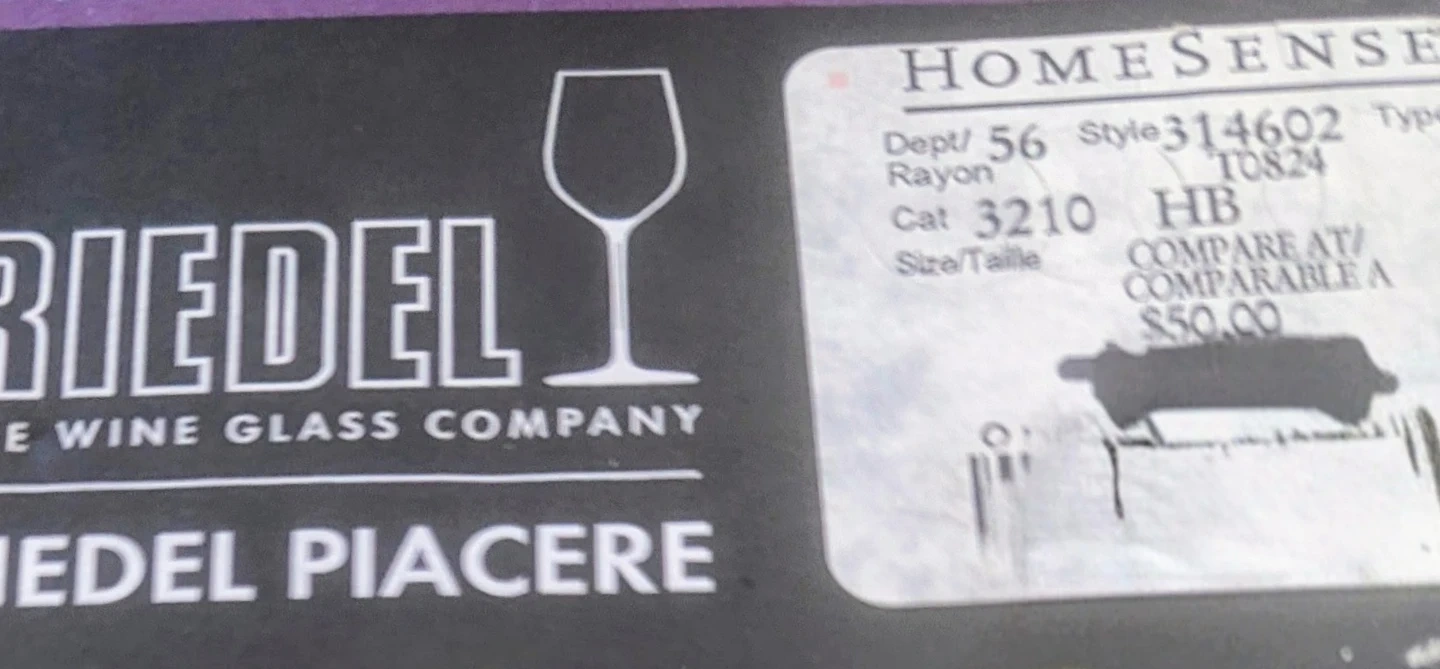 RIEDEL
E WINE GLASS COMPANY
IEDEL PIACERE
HOMESENSE
Dept/ 56 Style 314602 Type
Rayon T0824
Cat 3210 HB
Size/Taille
COMPARE AT/
COMPARABLE A
$50.00